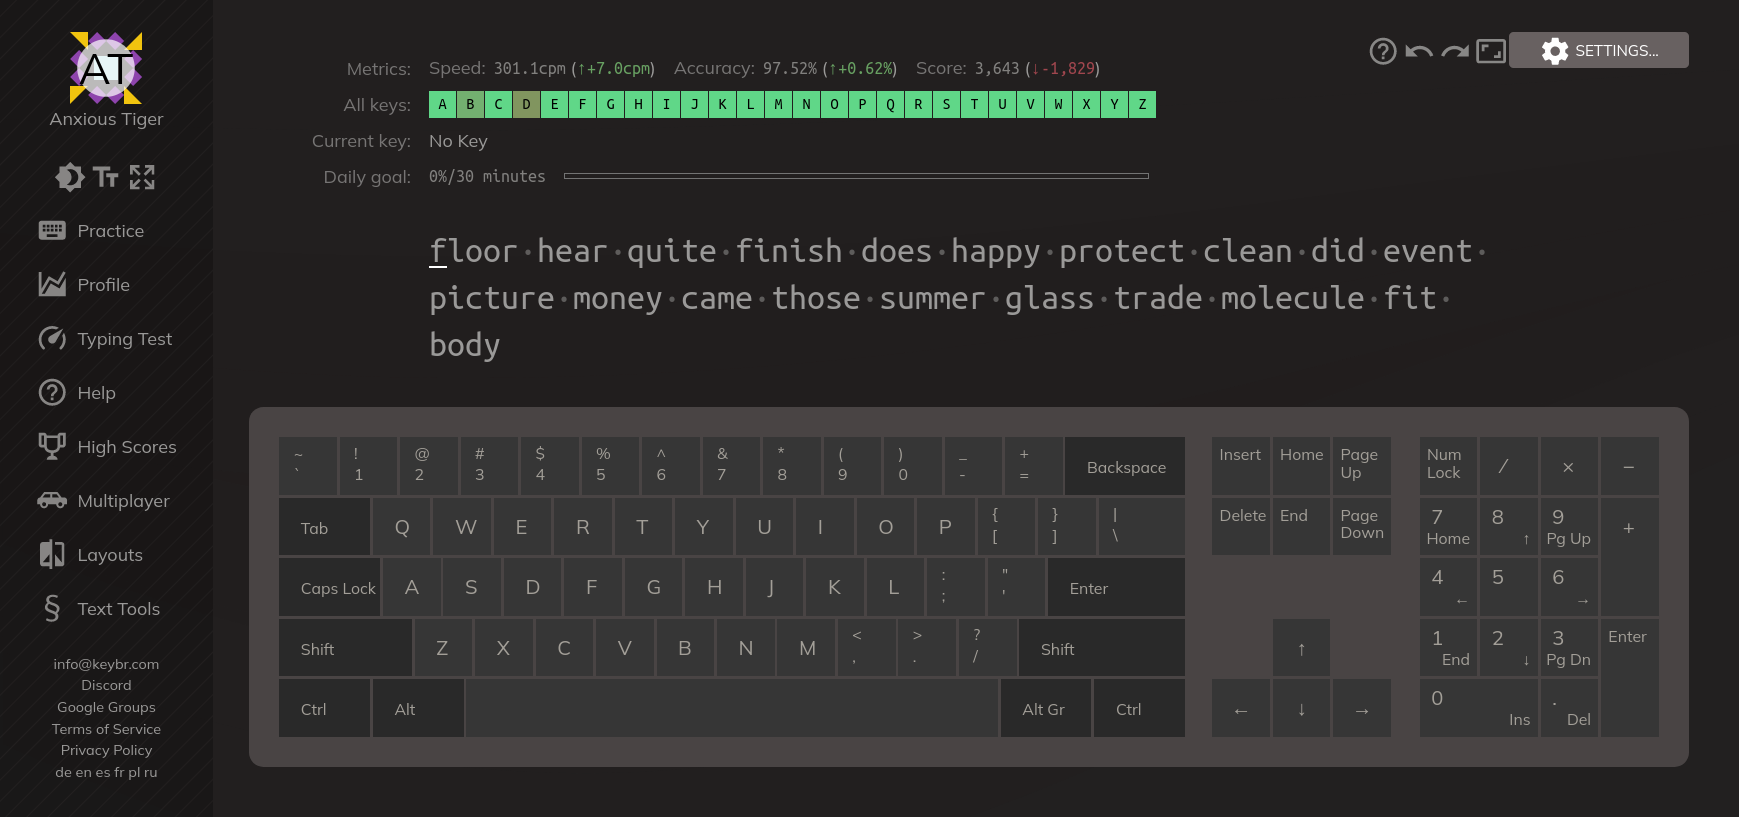 AT
Anxious Tiger
Practice
Profile
Typing Test
Help
High Scores
Multiplayer
Layouts
§ Text Tools
info@keybr.com
Discord
Google Groups
Terms of Service
Privacy Policy
de en es fr pl ru
Metrics: Speed: 301.1cpm (↑+7.0cpm) Accuracy: 97.52% (↑+0.62%) Score: 3,643 (↓-1,829)
All keys: A B C D E F G H I J K L M N O P Q R S T U V W X Y Z
Current key: No Key
Daily goal: 0%/30 minutes
? SETTINGS...
floor·hear·quite·finish·does·happy·protect·clean·did·event·
picture·money·came·those·summer·glass·trade·molecule·fit·
body
~ ! @ # $ % ^ & * ( ) _ +
` 1 2 3 4 5 6 7 8 9 0 - = Backspace
Tab Q W E R T Y U I O P { } |
[ ] \
Caps Lock A S D F G H J K L : " Enter
; '
Shift Z X C V B N M < > ? Shift
, . /
Ctrl Alt Alt Gr Ctrl
Insert Home Page Up
Delete End Page Down
↑
← ↓ →
Num Lock / × −
7 Home 8 ↑ 9 Pg Up +
4 ← 5 6 →
1 End 2 ↓ 3 Pg Dn Enter
0 Ins . Del